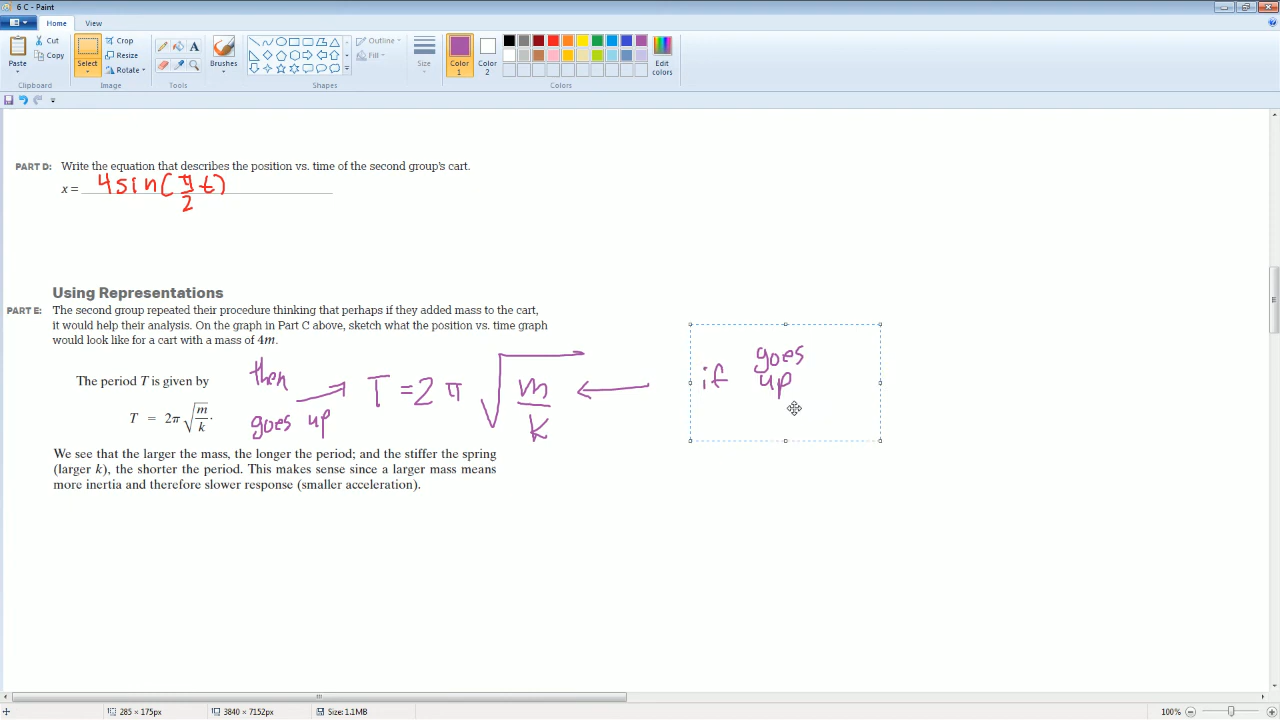 6 C - Paint
Home
View
Paste
Cut
Copy
Clipboard
Select
Crop
Resize
Rotate
Image
Tools
Brushes
Shapes
Outline
Fill
Size
Color
1
Color
2
Edit
colors
Colors
PART D: Write the equation that describes the position vs. time of the second group's cart.
x = 4 sin(π/2 t)
Using Representations
PART E: The second group repeated their procedure thinking that perhaps if they added mass to the cart,
it would help their analysis. On the graph in Part C above, sketch what the position vs. time graph
would look like for a cart with a mass of 4m.
The period T is given by
T = 2π √m/k.
then
goes up
T = 2π √m/k
if goes
up
We see that the larger the mass, the longer the period; and the stiffer the spring
(larger k), the shorter the period. This makes sense since a larger mass means
more inertia and therefore slower response (smaller acceleration).
285 × 175px
3840 × 7152px
Size: 1.1MB
100%